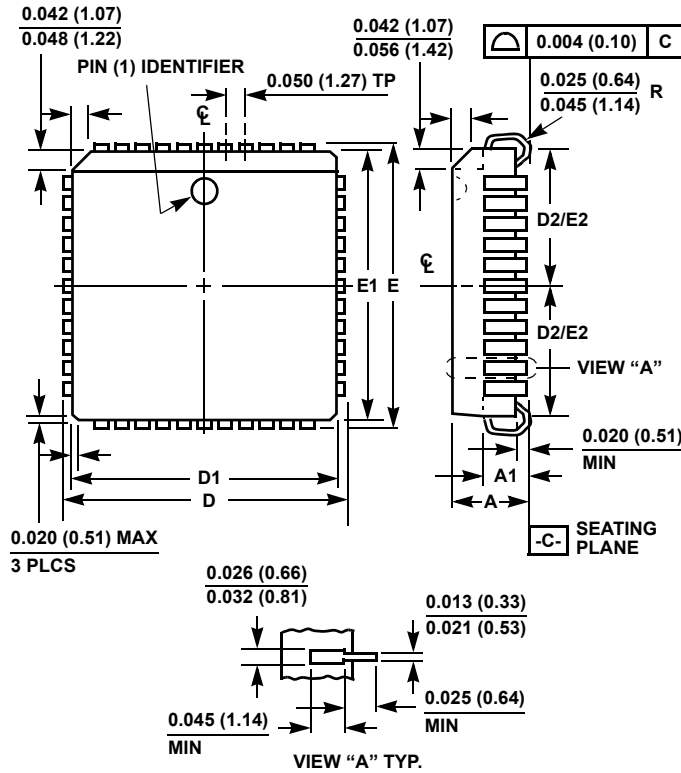 0.042 (1.07)
0.048 (1.22)
PIN (1) IDENTIFIER
0.050 (1.27) TP
℄
0.042 (1.07)
0.056 (1.42)
0.004 (0.10) C
0.025 (0.64)
0.045 (1.14)
R
℄
D2/E2
E1 E
D2/E2
VIEW “A”
0.020 (0.51)
MIN
A1
A
D1
D
0.020 (0.51) MAX
3 PLCS
-C- SEATING
PLANE
0.026 (0.66)
0.032 (0.81)
0.013 (0.33)
0.021 (0.53)
0.025 (0.64)
MIN
0.045 (1.14)
MIN
VIEW “A” TYP.